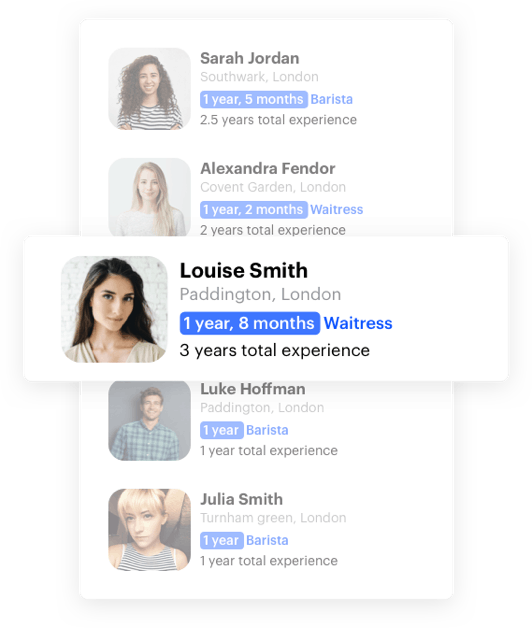 Sarah Jordan
Southwark, London
1 year, 5 months Barista
2.5 years total experience
Alexandra Fendor
Covent Garden, London
1 year, 2 months Waitress
2 years total experience
Louise Smith
Paddington, London
1 year, 8 months Waitress
3 years total experience
Luke Hoffman
Paddington, London
1 year Barista
1 year total experience
Julia Smith
Turnham green, London
1 year Barista
1 year total experience